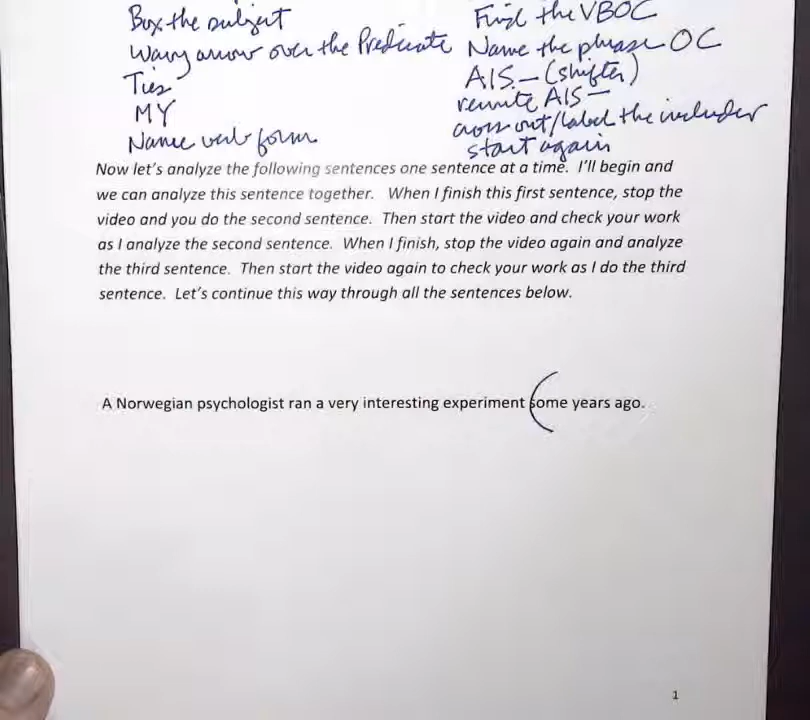 Box the subject
Wavy arrow over the Predicate
Ties
MY
Name verb form
Find the VBOC
Name the phrase OC
AIS – (shifter)
rewrite AIS –
cross out/label the includer
start again
Now let's analyze the following sentences one sentence at a time. I'll begin and
we can analyze this sentence together. When I finish this first sentence, stop the
video and you do the second sentence. Then start the video and check your work
as I analyze the second sentence. When I finish, stop the video again and analyze
the third sentence. Then start the video again to check your work as I do the third
sentence. Let's continue this way through all the sentences below.
A Norwegian psychologist ran a very interesting experiment some years ago.
1